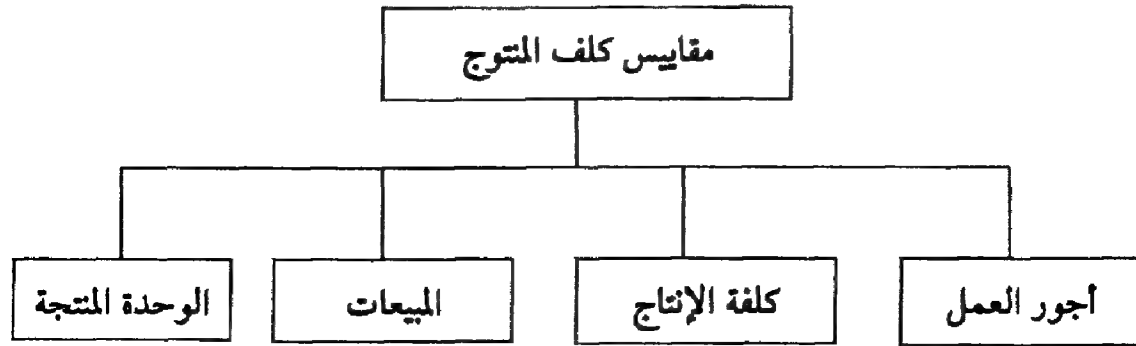 مقاييس كلف المنتوج
أجور العمل
كلفة الإنتاج
المبيعات
الوحدة المنتجة